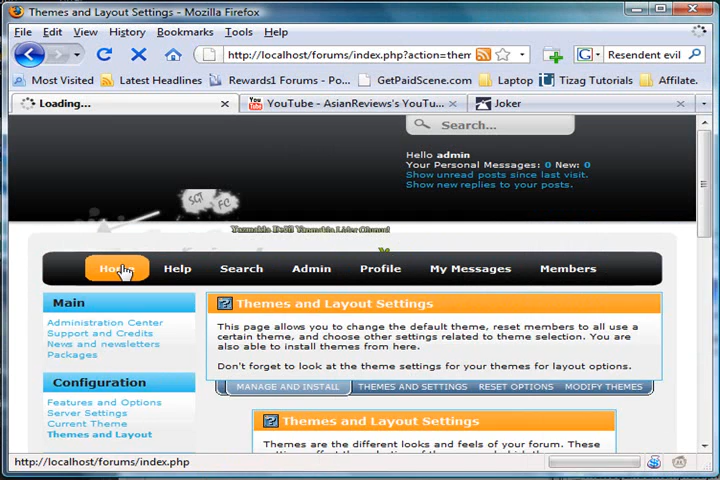 Themes and Layout Settings - Mozilla Firefox
File Edit View History Bookmarks Tools Help
http://localhost/forums/index.php?action=them
Resendent evil
Most Visited Latest Headlines Rewards1 Forums - Po... GetPaidScene.com Laptop Tizag Tutorials Affilate.
Loading... YouTube - AsianReviews's YouTu... Joker
Search...
Hello admin
Your Personal Messages: 0 New: 0
Show unread posts since last visit.
Show new replies to your posts.
SGT FC
Home Help Search Admin Profile My Messages Members
Main
Administration Center
Support and Credits
News and newsletters
Packages
Configuration
Features and Options
Server Settings
Current Theme
Themes and Layout
Themes and Layout Settings
This page allows you to change the default theme, reset members to all use a
certain theme, and choose other settings related to theme selection. You are
also able to install themes from here.
Don't forget to look at the theme settings for your themes for layout options.
MANAGE AND INSTALL THEMES AND SETTINGS RESET OPTIONS MODIFY THEMES
Themes and Layout Settings
Themes are the different looks and feels of your forum. These
http://localhost/forums/index.php